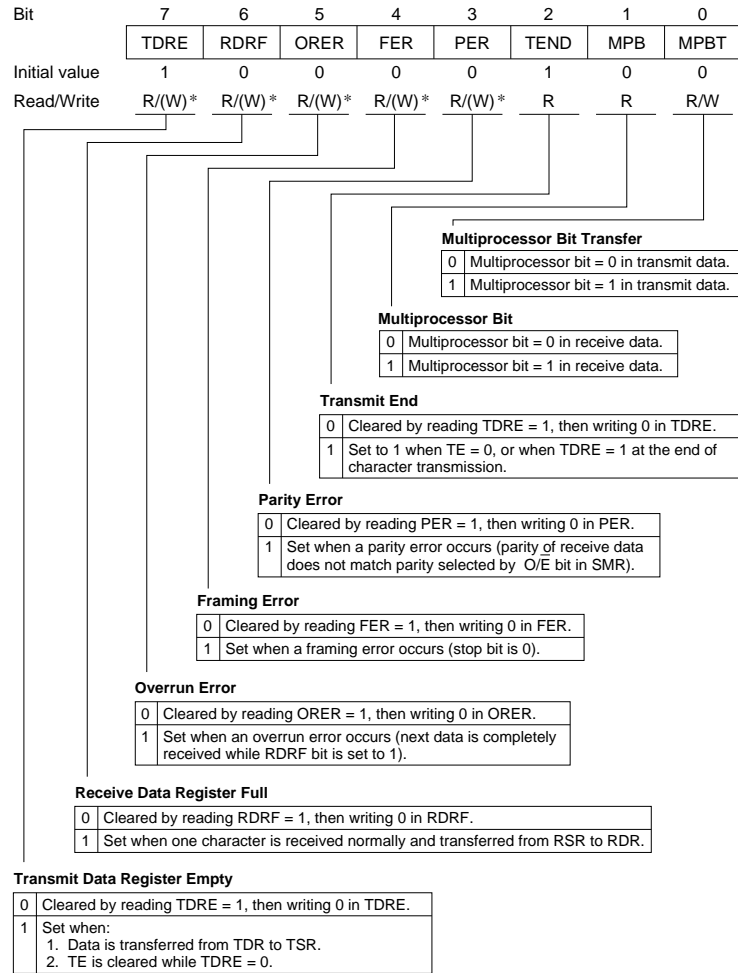 Bit 7 6 5 4 3 2 1 0
TDRE RDRF ORER FER PER TEND MPB MPBT
Initial value 1 0 0 0 0 1 0 0
Read/Write R/(W)* R/(W)* R/(W)* R/(W)* R/(W)* R R R/W
Multiprocessor Bit Transfer
0 Multiprocessor bit = 0 in transmit data.
1 Multiprocessor bit = 1 in transmit data.
Multiprocessor Bit
0 Multiprocessor bit = 0 in receive data.
1 Multiprocessor bit = 1 in receive data.
Transmit End
0 Cleared by reading TDRE = 1, then writing 0 in TDRE.
1 Set to 1 when TE = 0, or when TDRE = 1 at the end of
character transmission.
Parity Error
0 Cleared by reading PER = 1, then writing 0 in PER.
1 Set when a parity error occurs (parity of receive data
does not match parity selected by O/E̅ bit in SMR).
Framing Error
0 Cleared by reading FER = 1, then writing 0 in FER.
1 Set when a framing error occurs (stop bit is 0).
Overrun Error
0 Cleared by reading ORER = 1, then writing 0 in ORER.
1 Set when an overrun error occurs (next data is completely
received while RDRF bit is set to 1).
Receive Data Register Full
0 Cleared by reading RDRF = 1, then writing 0 in RDRF.
1 Set when one character is received normally and transferred from RSR to RDR.
Transmit Data Register Empty
0 Cleared by reading TDRE = 1, then writing 0 in TDRE.
1 Set when:
1. Data is transferred from TDR to TSR.
2. TE is cleared while TDRE = 0.